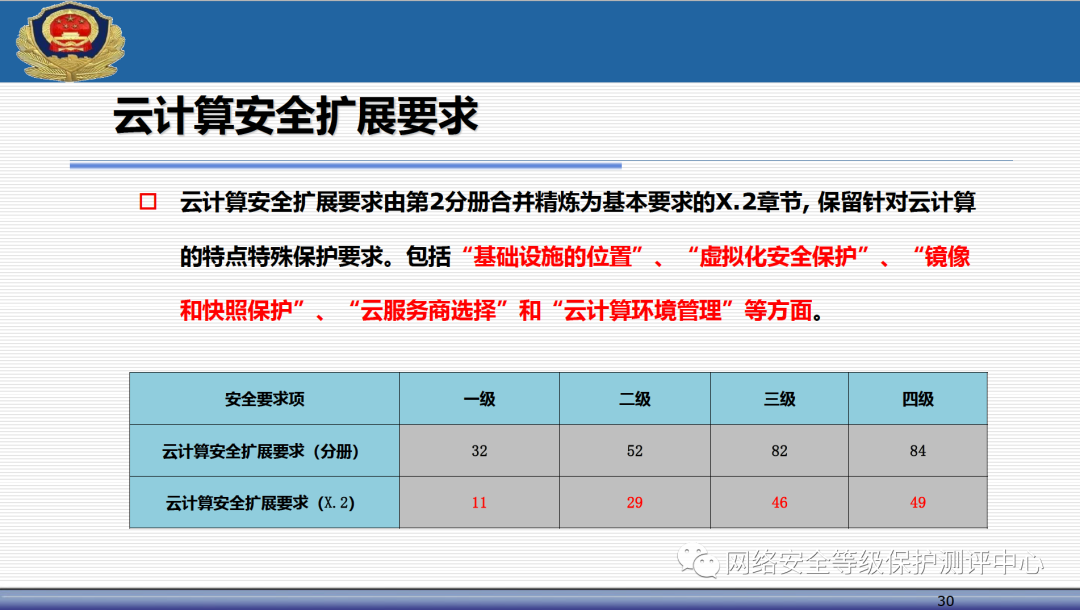 云计算安全扩展要求
云计算安全扩展要求由第2分册合并精炼为基本要求的X.2章节, 保留针对云计算
的特点特殊保护要求。包括“基础设施的位置”、“虚拟化安全保护”、“镜像
和快照保护”、“云服务商选择”和“云计算环境管理”等方面。
安全要求项 一级 二级 三级 四级
云计算安全扩展要求（分册） 32 52 82 84
云计算安全扩展要求（X.2） 11 29 46 49
网络安全等级保护测评中心
30